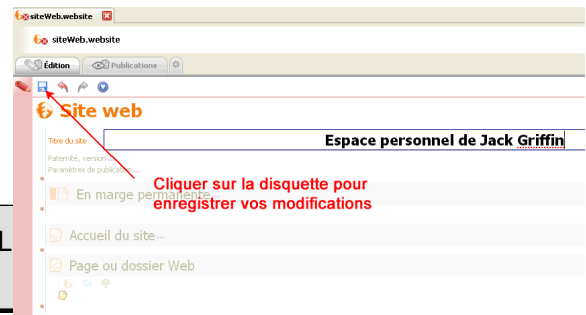 siteWeb.website
siteWeb.website
Édition Publications
Site web
Titre du site Espace personnel de Jack Griffin
Paternité, version ...
Paramètres de publication ...
Cliquer sur la disquette pour
En marge permanente...
enregistrer vos modifications
L
Accueil du site...
Page ou dossier Web